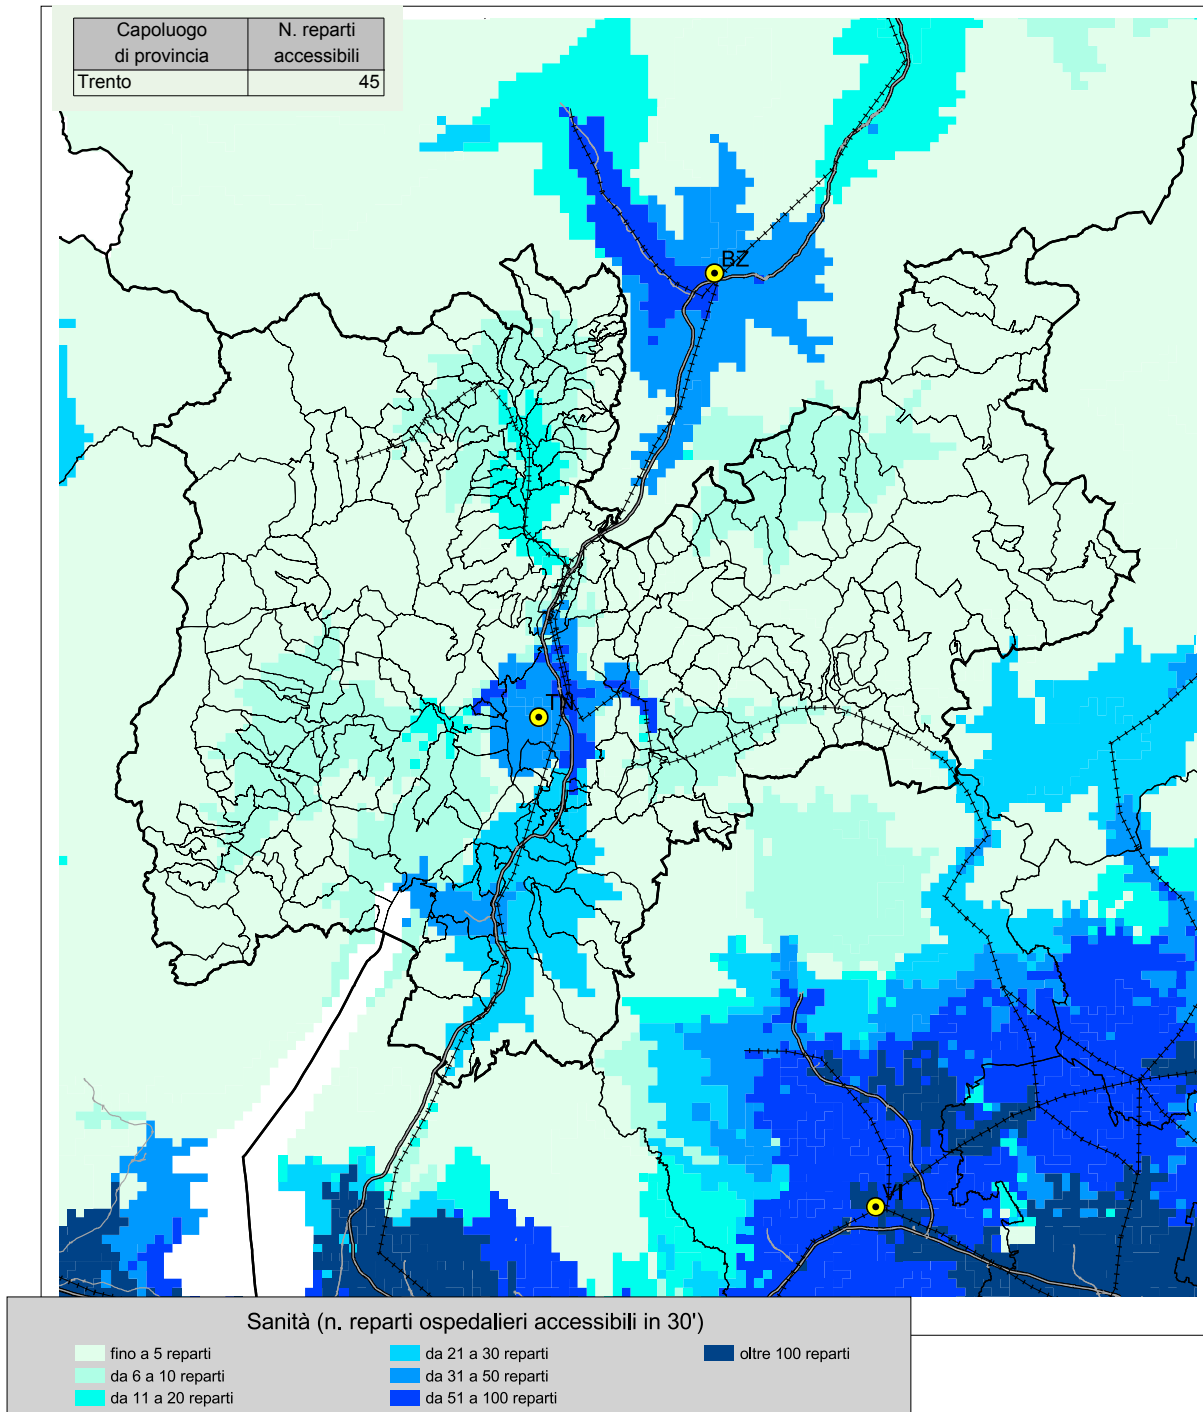 Capoluogo di provincia
N. reparti accessibili
Trento 45
BZ
TN
VI
Sanità (n. reparti ospedalieri accessibili in 30')
fino a 5 reparti
da 6 a 10 reparti
da 11 a 20 reparti
da 21 a 30 reparti
da 31 a 50 reparti
da 51 a 100 reparti
oltre 100 reparti